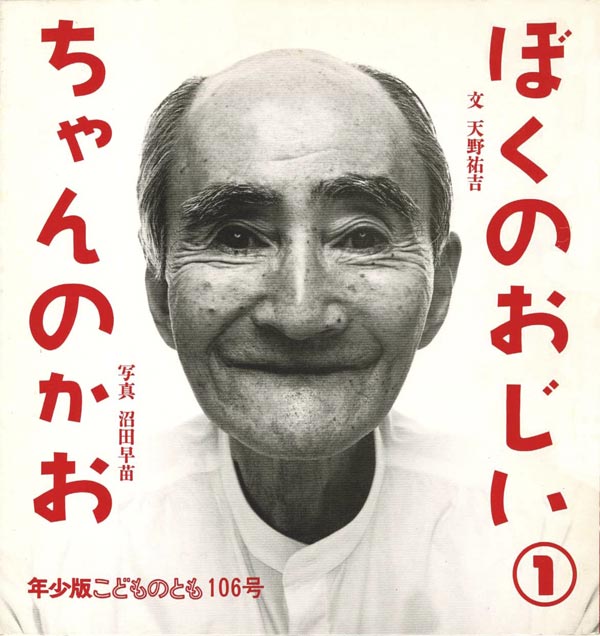 ぼくのおじい
ちゃんのかお
文 天野祐吉
写真 沼田早苗
年少版こどものとも106号
1